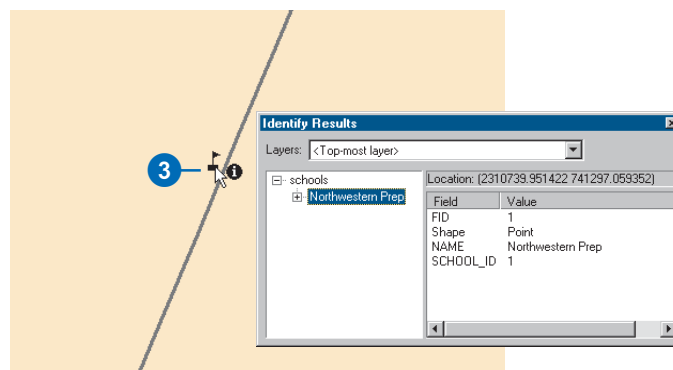 Identify Results
Layers: <Top-most layer>
3
schools
Northwestern Prep
Location: (2310739.951422 741297.059352)
Field Value
FID 1
Shape Point
NAME Northwestern Prep
SCHOOL_ID 1